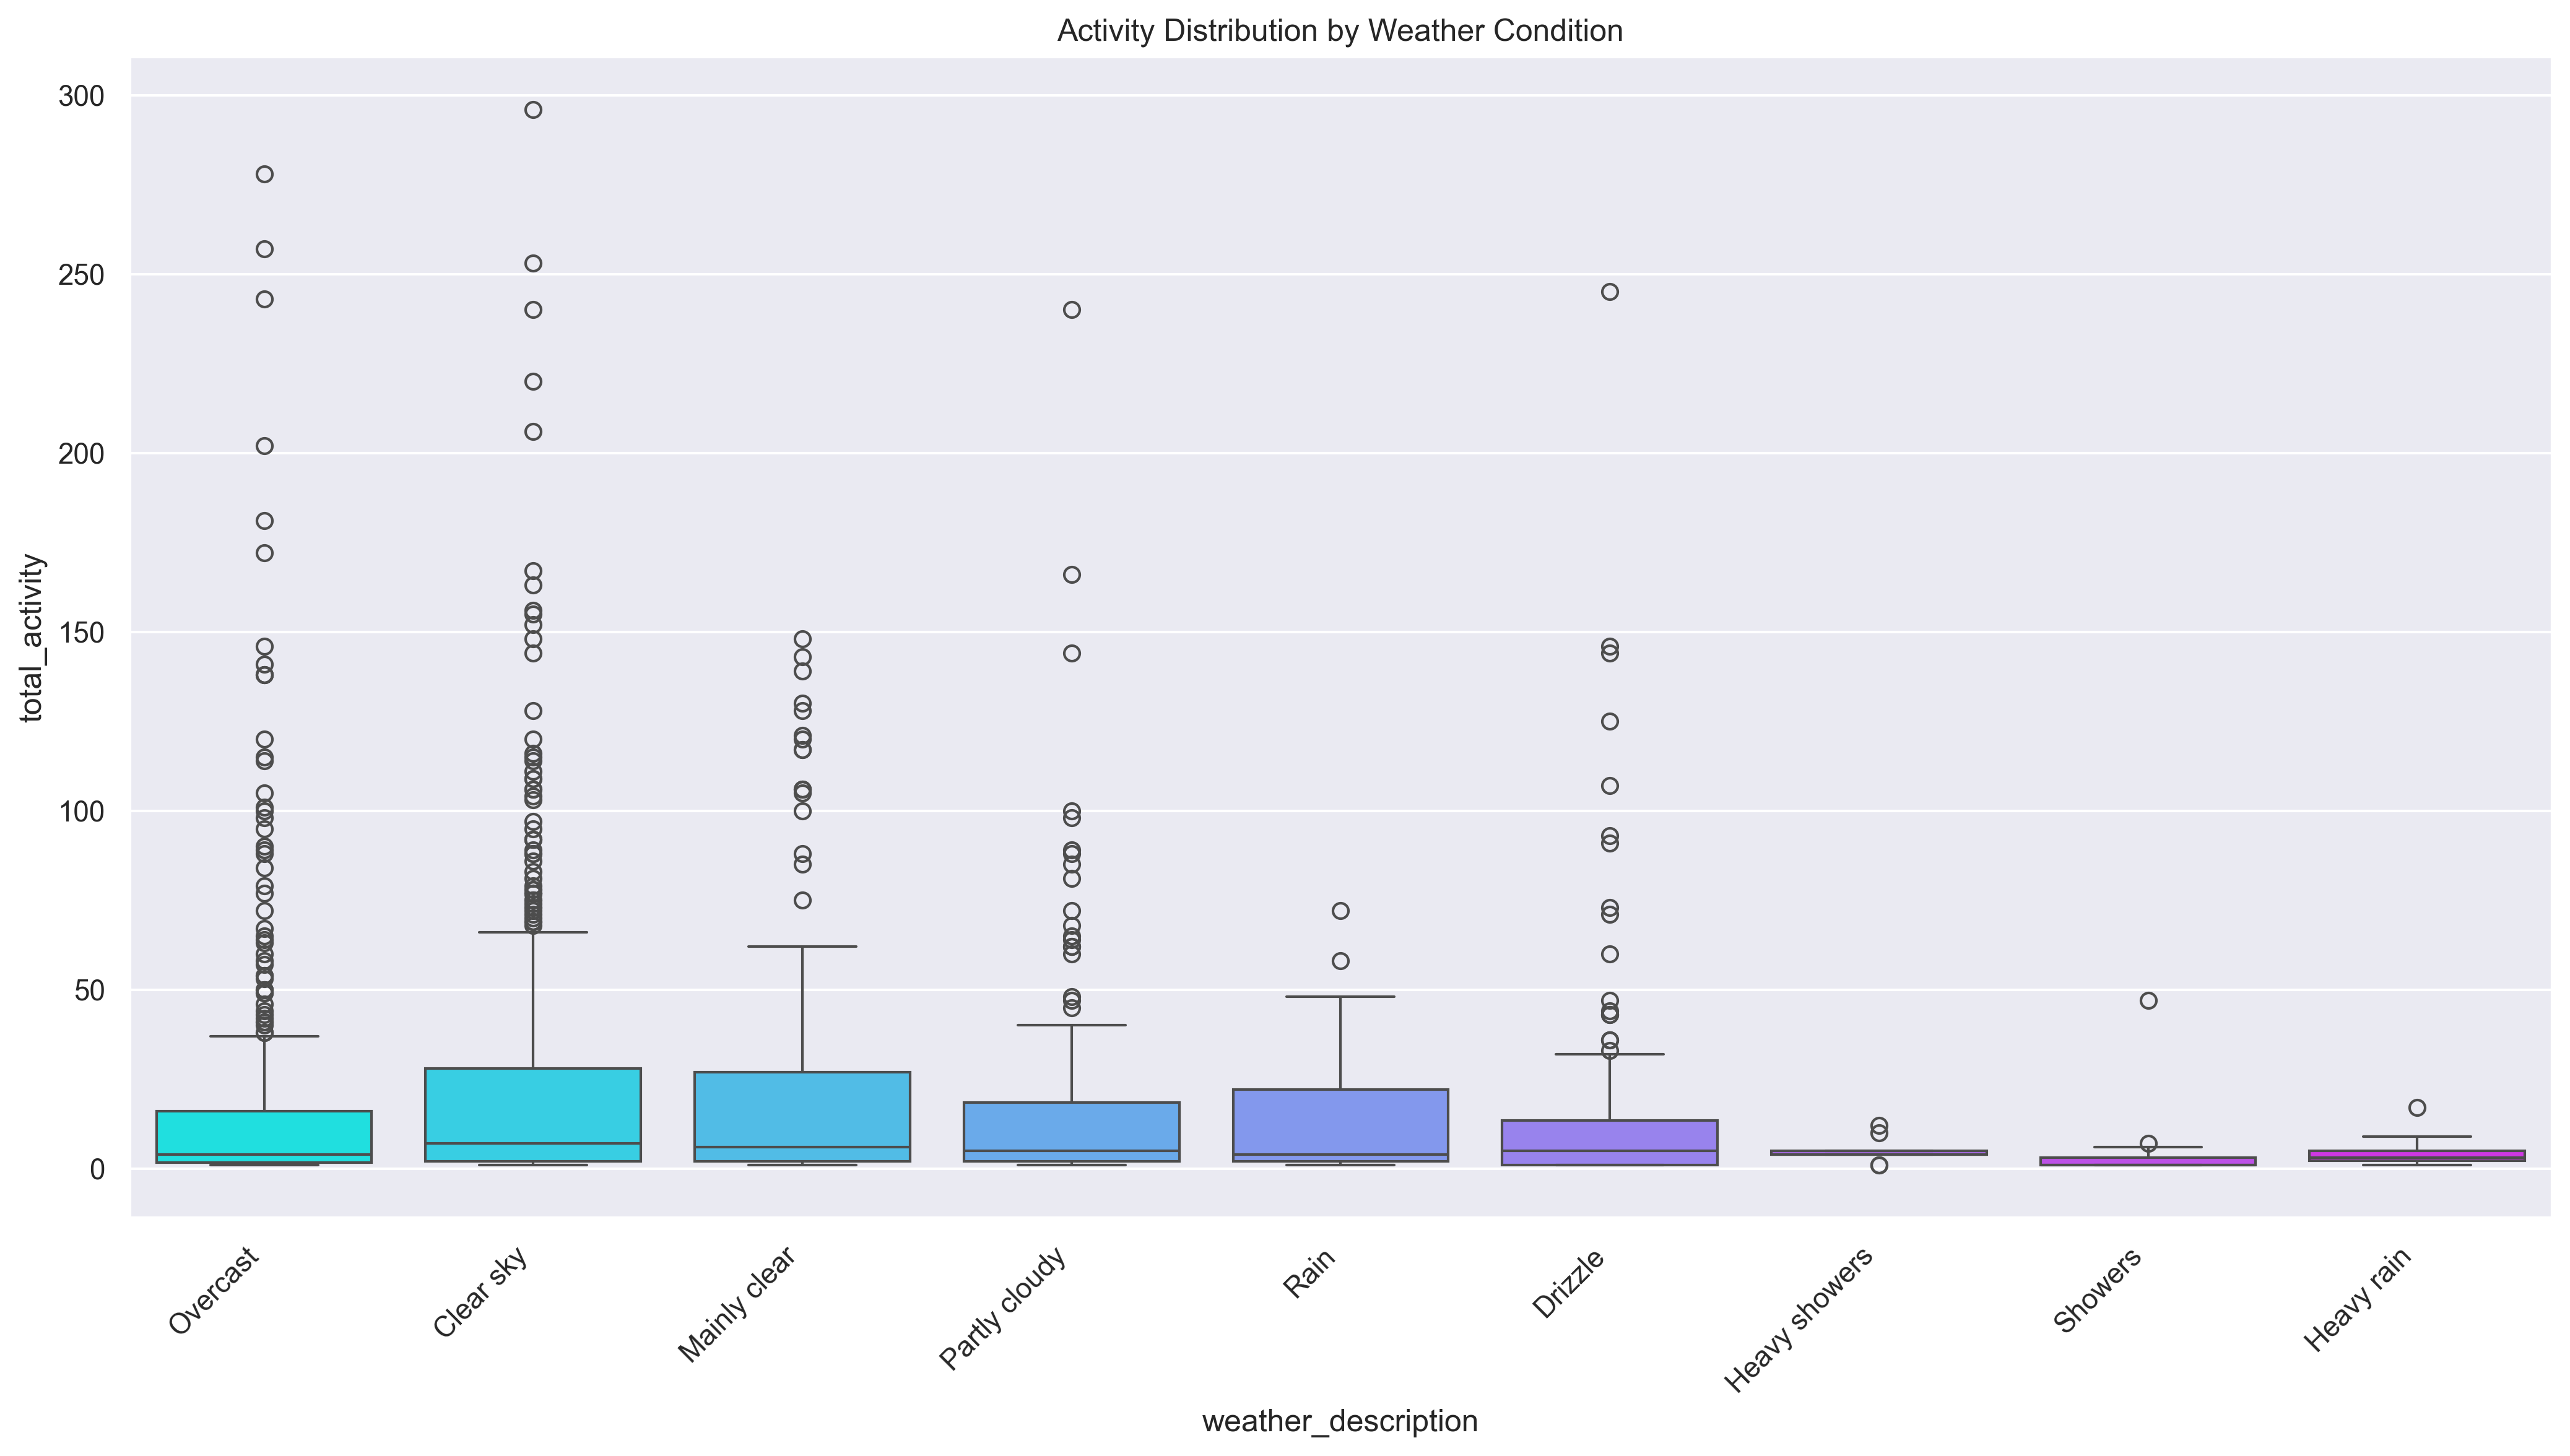 Activity Distribution by Weather Condition
300
250
200
150
100
50
0
total_activity
Overcast
Clear sky
Mainly clear
Partly cloudy
Rain
Drizzle
Heavy showers
Showers
Heavy rain
weather_description